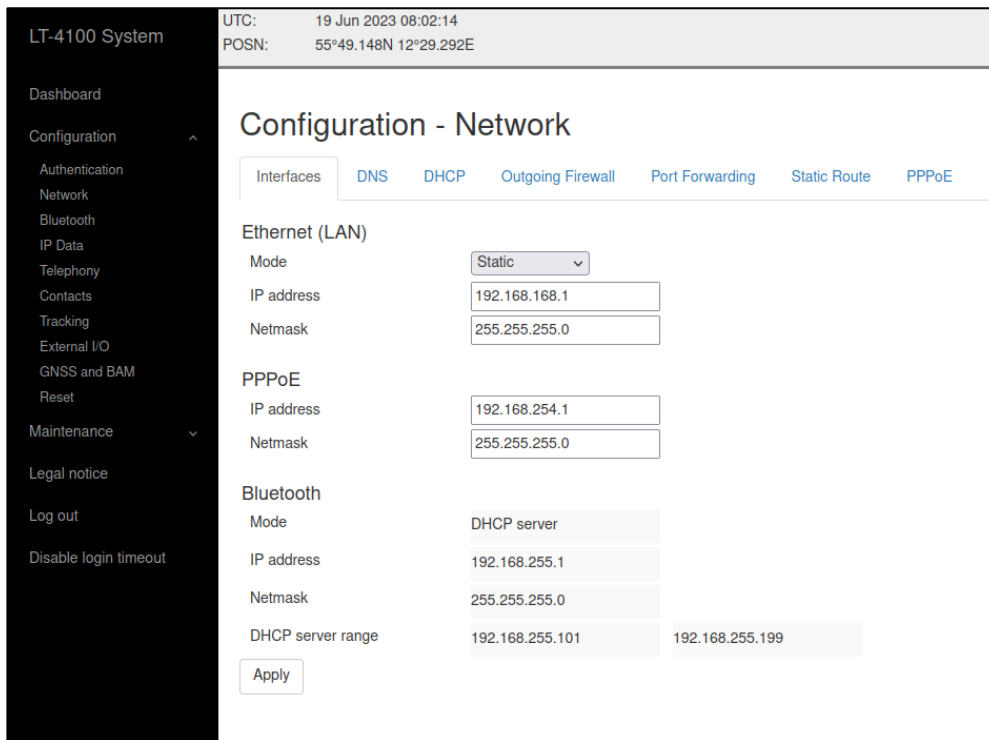 LT-4100 System
Dashboard
Configuration
Authentication
Network
Bluetooth
IP Data
Telephony
Contacts
Tracking
External I/O
GNSS and BAM
Reset
Maintenance
Legal notice
Log out
Disable login timeout
UTC: 19 Jun 2023 08:02:14
POSN: 55°49.148N 12°29.292E
Configuration - Network
Interfaces DNS DHCP Outgoing Firewall Port Forwarding Static Route PPPoE
Ethernet (LAN)
Mode Static
IP address 192.168.168.1
Netmask 255.255.255.0
PPPoE
IP address 192.168.254.1
Netmask 255.255.255.0
Bluetooth
Mode DHCP server
IP address 192.168.255.1
Netmask 255.255.255.0
DHCP server range 192.168.255.101 192.168.255.199
Apply